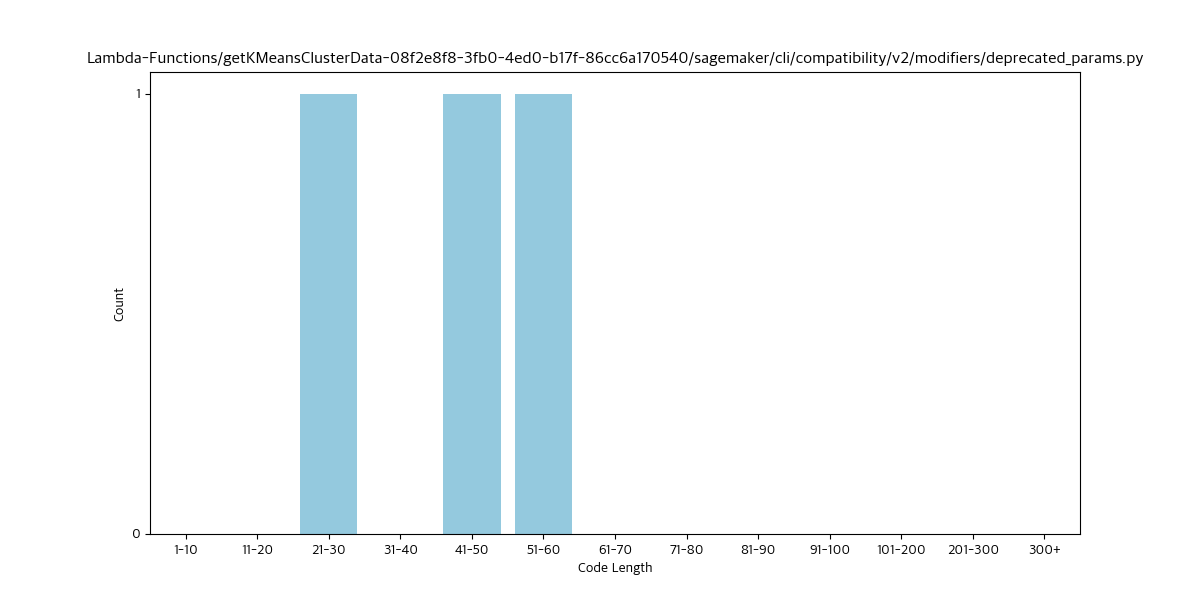 Lambda-Functions/getKMeansClusterData-08f2e8f8-3fb0-4ed0-b17f-86cc6a170540/sagemaker/cli/compatibility/v2/modifiers/deprecated_params.py
1
Count
0
1-10 11-20 21-30 31-40 41-50 51-60 61-70 71-80 81-90 91-100 101-200 201-300 300+
Code Length